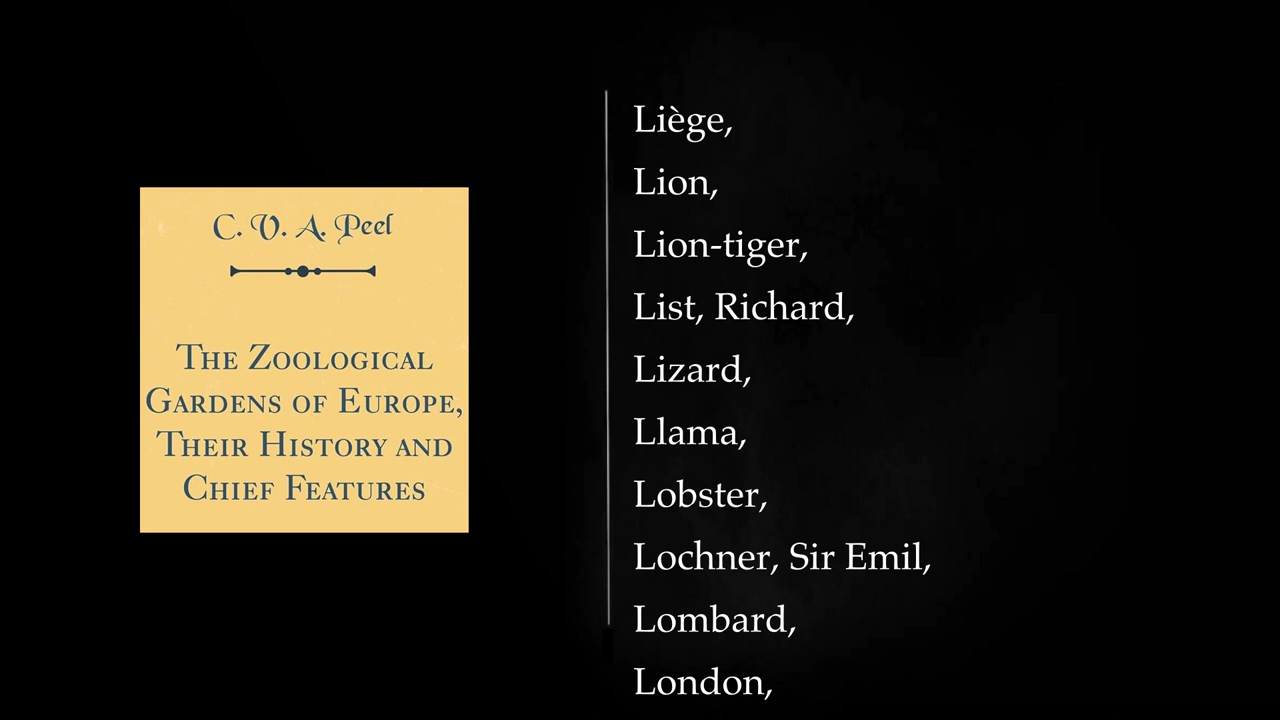 C. V. A. Peel
The Zoological
Gardens of Europe,
Their History and
Chief Features
Liège,
Lion,
Lion-tiger,
List, Richard,
Lizard,
Llama,
Lobster,
Lochner, Sir Emil,
Lombard,
London,